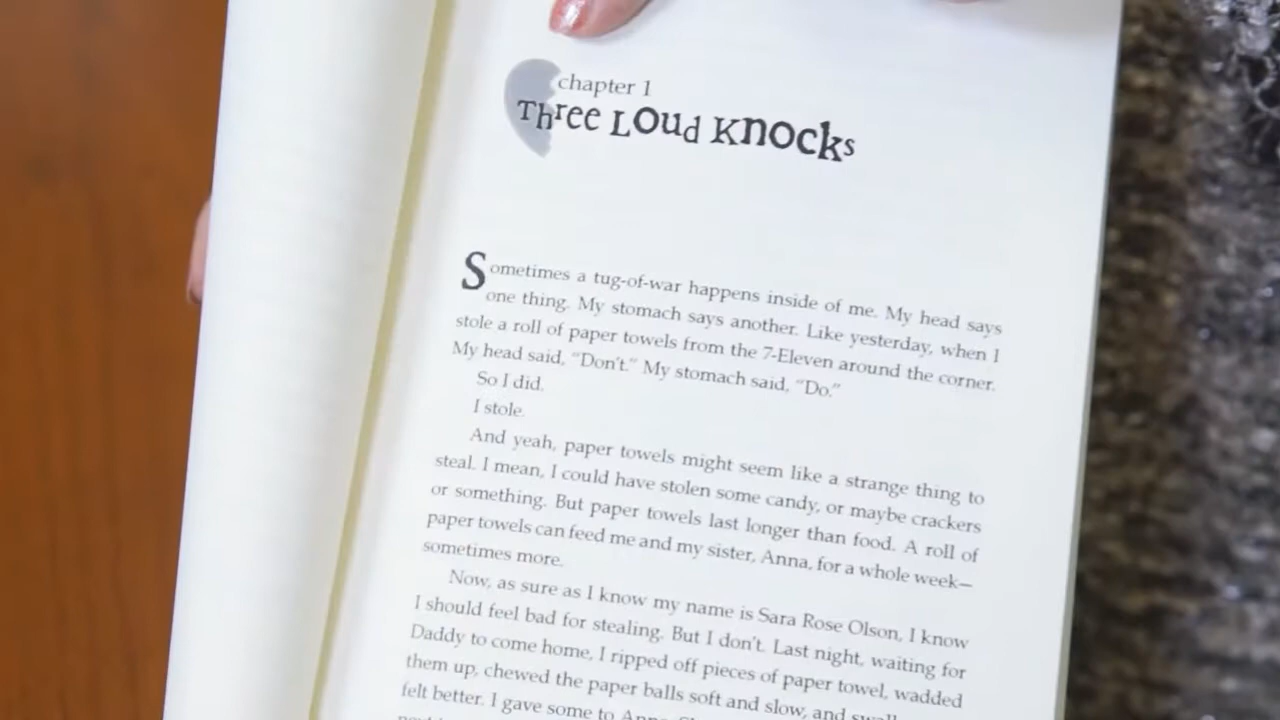 chapter 1
Three Loud Knocks
Sometimes a tug-of-war happens inside of me. My head says
one thing. My stomach says another. Like yesterday, when I
stole a roll of paper towels from the 7-Eleven around the corner.
My head said, “Don’t.” My stomach said, “Do.”
So I did.
I stole.
And yeah, paper towels might seem like a strange thing to
steal. I mean, I could have stolen some candy, or maybe crackers
or something. But paper towels last longer than food. A roll of
paper towels can feed me and my sister, Anna, for a whole week—
sometimes more.
Now, as sure as I know my name is Sara Rose Olson, I know
I should feel bad for stealing. But I don’t. Last night, waiting for
Daddy to come home, I ripped off pieces of paper towel, wadded
them up, chewed the paper balls soft and slow, and
felt better. I gave some to